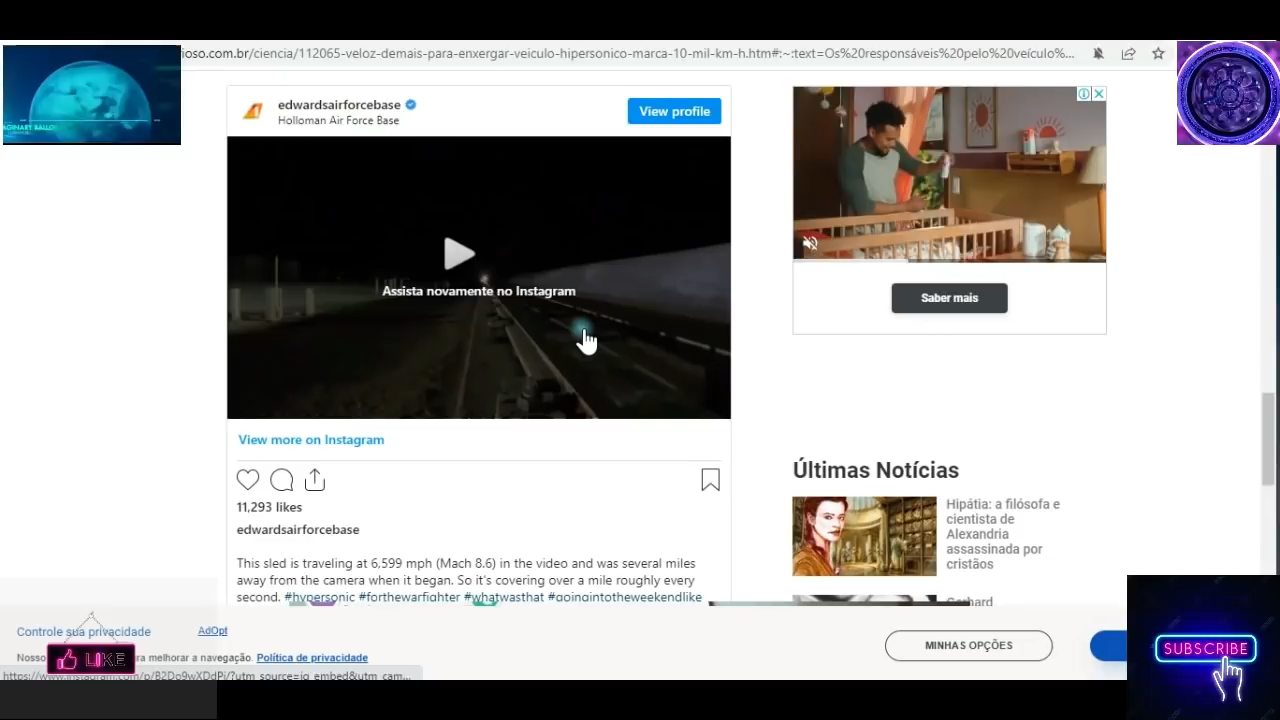 ioso.com.br/ciencia/112065-veloz-demais-para-enxergar-veiculo-hipersonico-marca-10-mil-km-h.htm#:~:text=Os%20responsáveis%20pelo%20veículo%...
edwardsairforcebase
Holloman Air Force Base
View profile
Assista novamente no Instagram
Saber mais
View more on Instagram
11,293 likes
edwardsairforcebase
This sled is traveling at 6,599 mph (Mach 8.6) in the video and was several miles
away from the camera when it began. So it's covering over a mile roughly every
second. #hypersonic #forthewarfighter #whatwasthat #goingintotheweekendlike
Últimas Notícias
Hipátia: a filósofa e
cientista de
Alexandria
assassinada por
cristãos
Gerhard
Controle sua privacidade
AdOpt
Nosso
ra melhorar a navegação. Política de privacidade
MINHAS OPÇÕES
LIKE
SUBSCRIBE